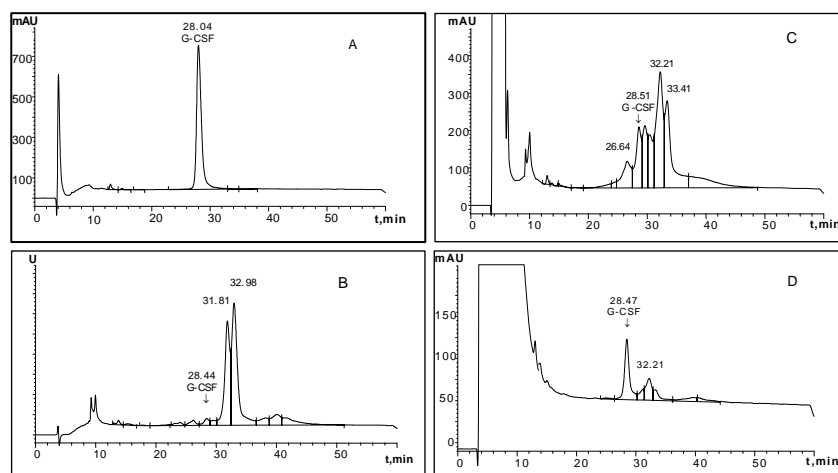 mAU
28.04
G-CSF
A
700
500
300
100
0 10 20 30 40 50
t,min
mAU
C
400
300
200
100
0
32.21
28.51
G -CSF
33.41
26.64
0 10 20 30 40 50
t,min
U
B
32.98
31.81
28.44
G-CSF
0 10 20 30 40 50
t,min
mAU
D
150
100
50
0
28.47
G-CSF
32.21
0 10 20 30 40 50
t,min